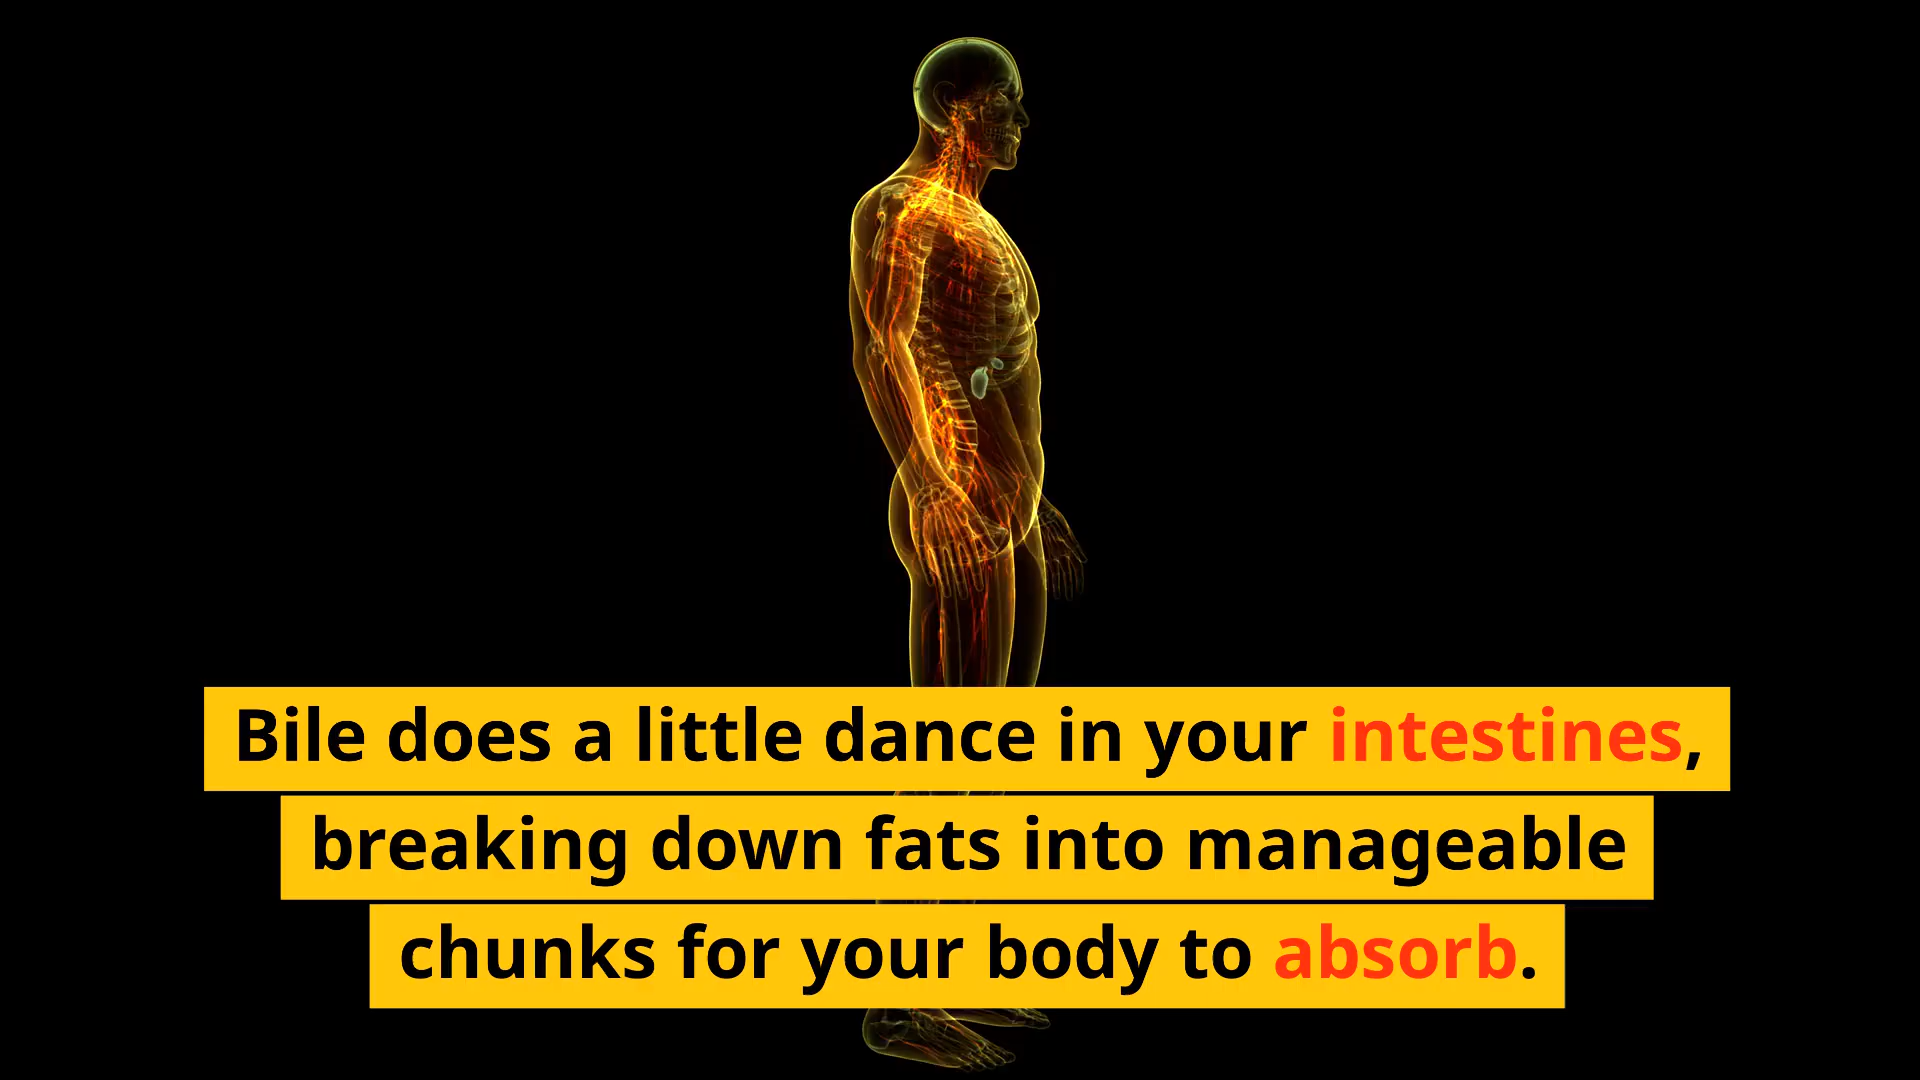 Bile does a little dance in your intestines,
breaking down fats into manageable
chunks for your body to absorb.